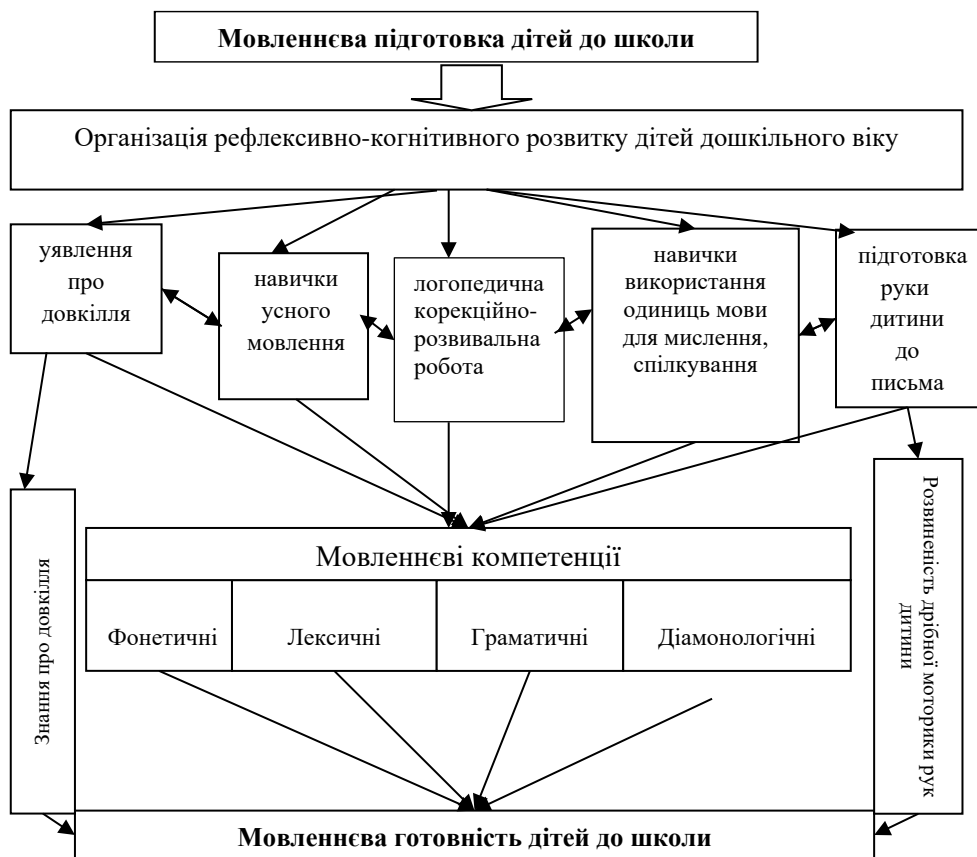 Мовленнєва підготовка дітей до школи
Організація рефлексивно-когнітивного розвитку дітей дошкільного віку
уявлення
про
довкілля
навички
усного
мовлення
логопедична
корекційно-
розвивальна
робота
навички
використання
одиниць мови
для мислення,
спілкування
підготовка
руки
дитини
до
письма
Знання про довкілля
Мовленнєві компетенції
Фонетичні
Лексичні
Граматичні
Діамонологічні
Розвиненість дрібної моторики рук
дитини
Мовленнєва готовність дітей до школи